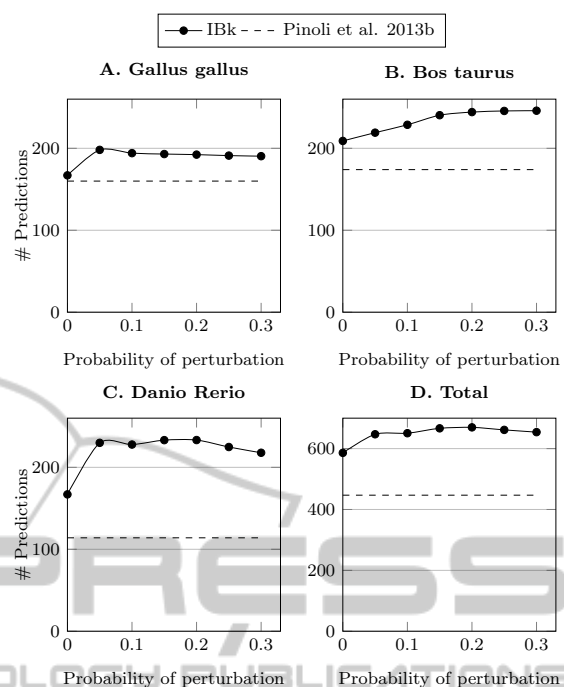 IBk Pinoli et al. 2013b
A. Gallus gallus
# Predictions
200
100
0
0 0.1 0.2 0.3
Probability of perturbation
B. Bos taurus
200
100
0
0 0.1 0.2 0.3
Probability of perturbation
C. Danio Rerio
# Predictions
200
100
0
0 0.1 0.2 0.3
Probability of perturbation
D. Total
600
400
200
0
0 0.1 0.2 0.3
Probability of perturbation
PRESS
OLOGY PUBLICATIONS